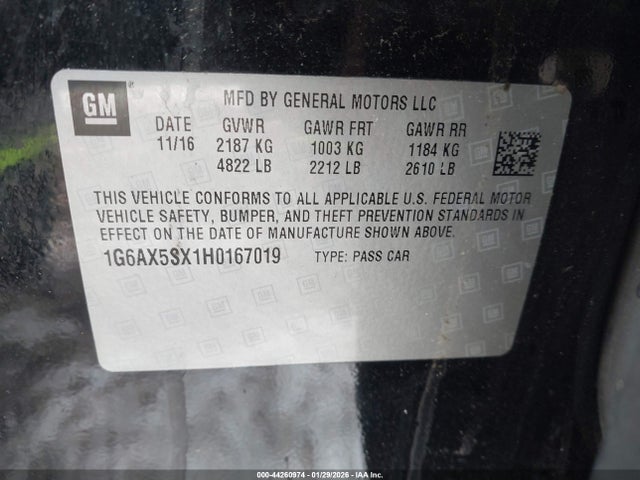 GM
MFD BY GENERAL MOTORS LLC
DATE GVWR GAWR FRT GAWR RR
11/16 2187 KG 1003 KG 1184 KG
4822 LB 2212 LB 2610 LB
THIS VEHICLE CONFORMS TO ALL APPLICABLE U.S. FEDERAL MOTOR
VEHICLE SAFETY, BUMPER, AND THEFT PREVENTION STANDARDS IN
EFFECT ON THE DATE OF MANUFACTURE SHOWN ABOVE.
1G6AX5SX1H0167019 TYPE: PASS CAR
000-44260974 - 01/29/2026 - IAA Inc.